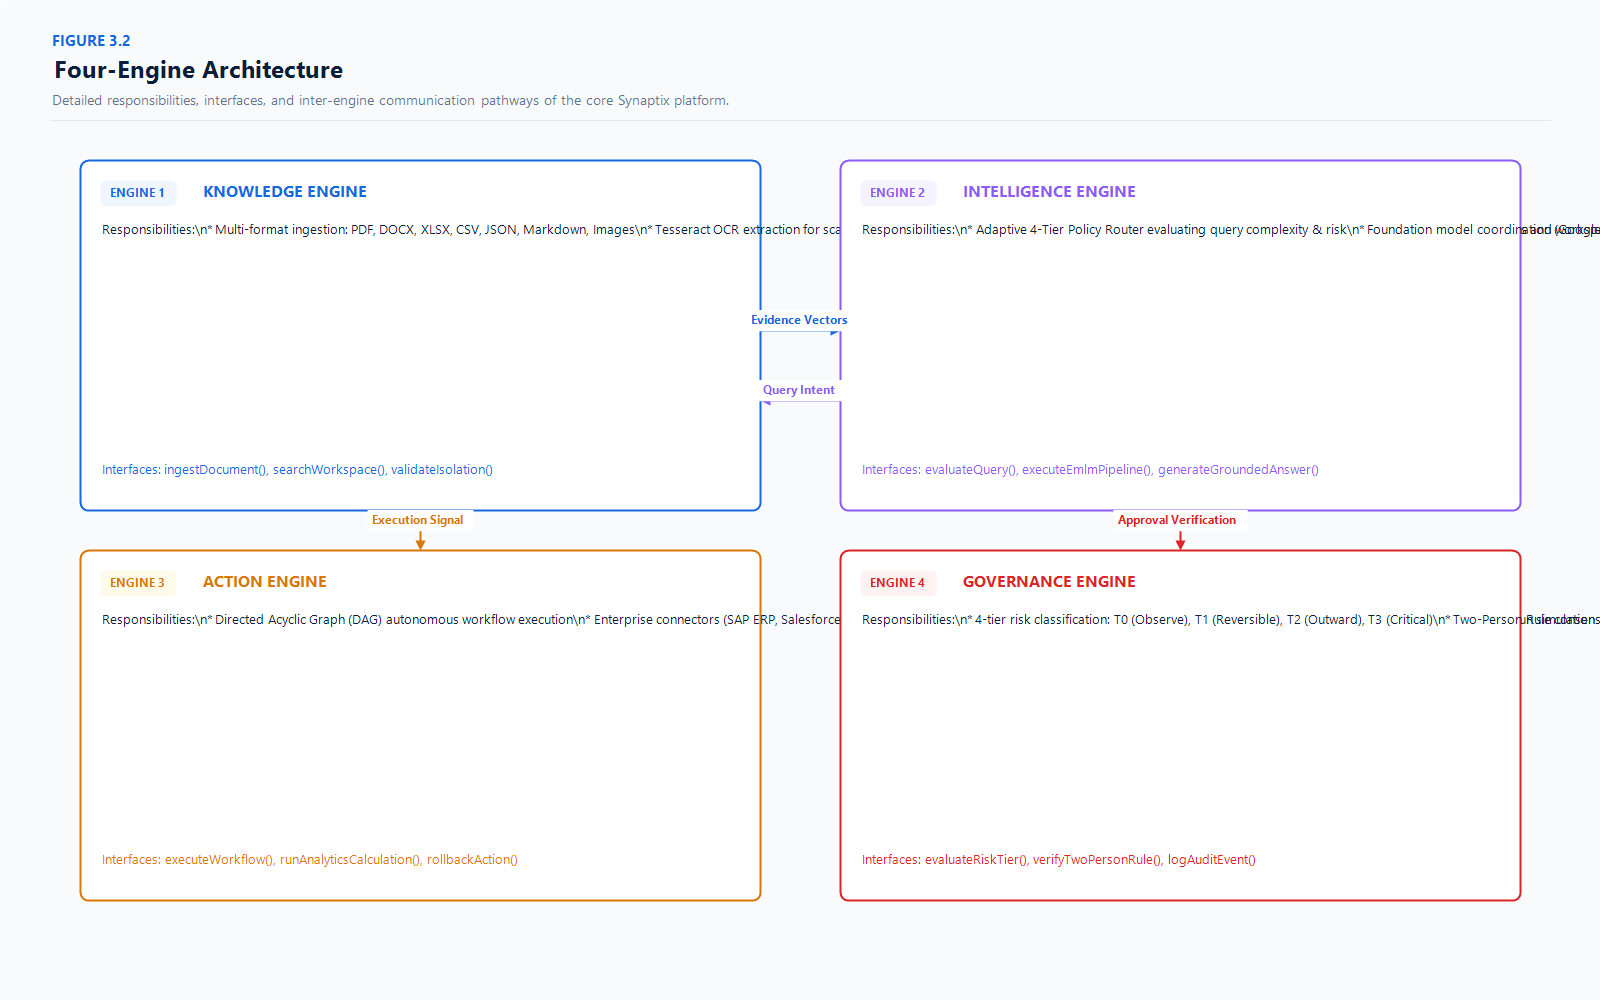 FIGURE 3.2
Four-Engine Architecture
Detailed responsibilities, interfaces, and inter-engine communication pathways of the core Synaptix platform.
ENGINE 1 KNOWLEDGE ENGINE
Responsibilities:\n* Multi-format ingestion: PDF, DOCX, XLSX, CSV, JSON, Markdown, Images\n* Tesseract OCR extraction for sca
Interfaces: ingestDocument(), searchWorkspace(), validateIsolation()
ENGINE 2 INTELLIGENCE ENGINE
Responsibilities:\n* Adaptive 4-Tier Policy Router evaluating query complexity & risk\n* Foundation model
Interfaces: evaluateQuery(), executeEmlmPipeline(), generateGroundedAnswer()
Evidence Vectors
Query Intent
Execution Signal
Approval Verification
ENGINE 3 ACTION ENGINE
Responsibilities:\n* Directed Acyclic Graph (DAG) autonomous workflow execution\n* Enterprise connectors (SAP ERP, Salesforce
Interfaces: executeWorkflow(), runAnalyticsCalculation(), rollbackAction()
ENGINE 4 GOVERNANCE ENGINE
Responsibilities:\n* 4-tier risk classification: T0 (Observe), T1 (Reversible), T2 (Outward), T3 (Critical)\n* Two-Person
Interfaces: evaluateRiskTier(), verifyTwoPersonRule(), logAuditEvent()